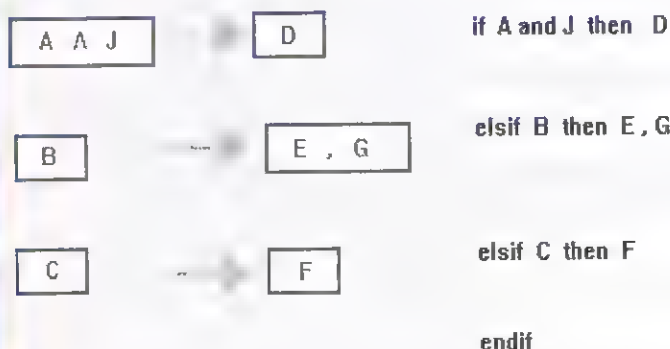 A Λ J D if A and J then D
B E , G elsif B then E , G
C F elsif C then F
endif